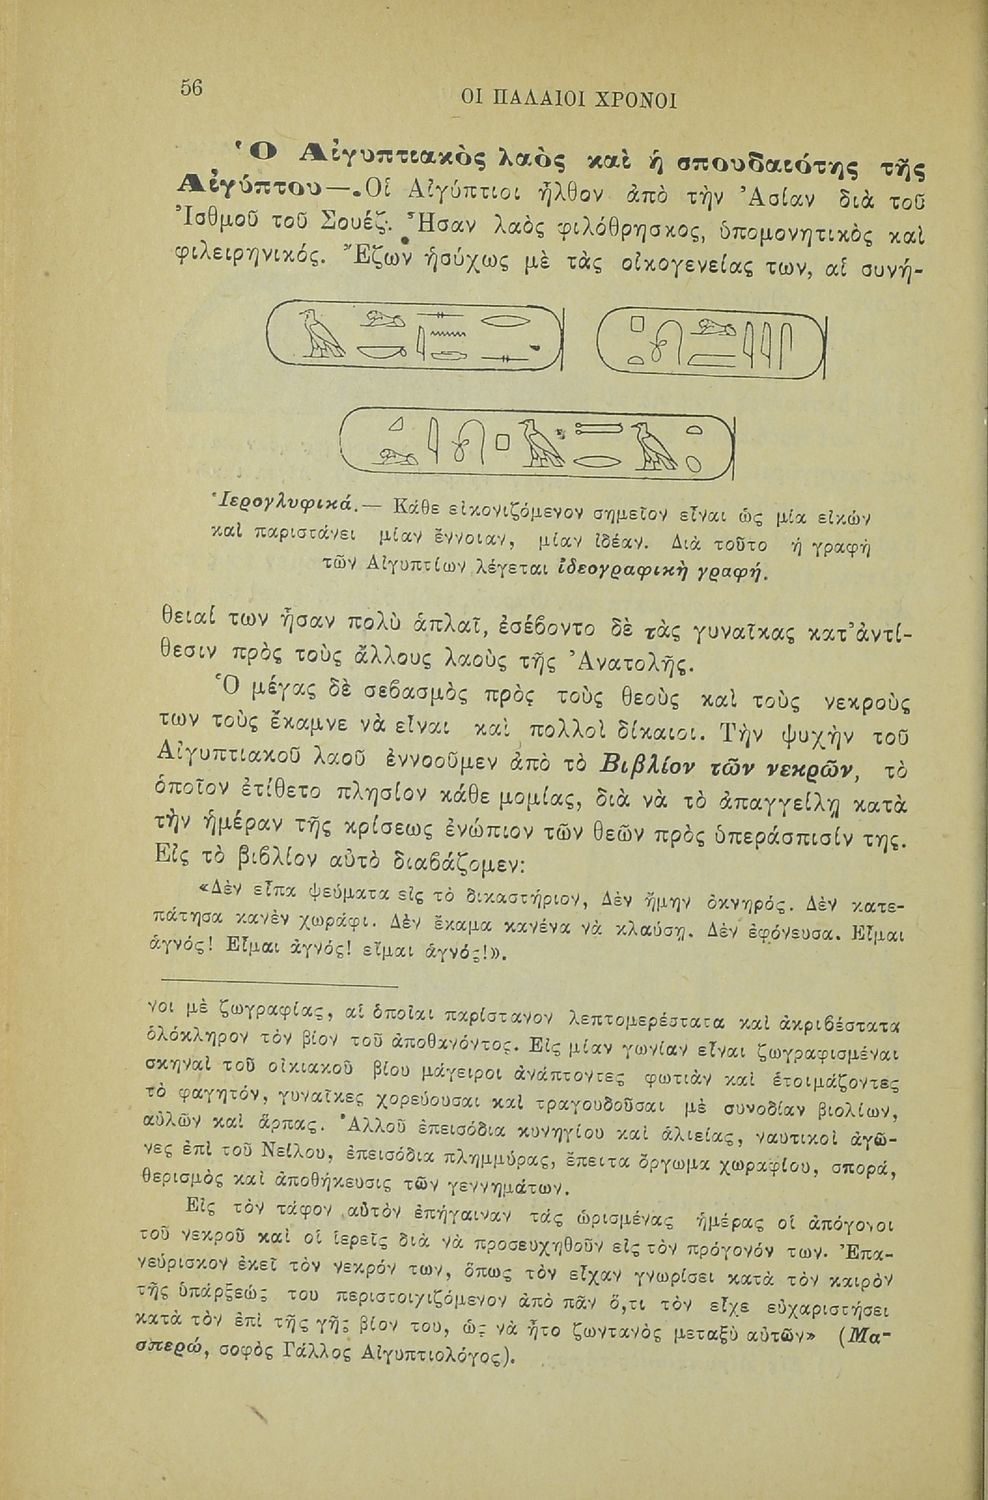 56
ΟΙ ΠΑΛΑΙΟΙ ΧΡΟΝΟΙ
Ὁ Αἰγυπτιακὸς λαὸς καὶ ἡ σπουδαιότης τῆς
Αἰγύπτου—.Οἱ Αἰγύπτιοι ἦλθον ἀπὸ τὴν Ἀσίαν διὰ τοῦ
Ἰσθμοῦ τοῦ Σουέζ. Ἦσαν λαὸς φιλόθρησκος, ὑπομονητικὸς καὶ
φιλειρηνικός. Ἔζων ἡσύχως μὲ τὰς οἰκογενείας των, αἱ συνή-
Ἱερογλυφικά.— Κάθε εἰκονιζόμενον σημεῖον εἶναι ὡς μία εἰκὼν
καὶ παριστάνει μίαν ἔννοιαν, μίαν ἰδέαν. Διὰ τοῦτο ἡ γραφὴ
τῶν Αἰγυπτίων λέγεται ἰδεογραφικὴ γραφή.
θειαί των ἦσαν πολὺ ἁπλαῖ, ἐσέβοντο δὲ τὰς γυναῖκας κατ’ἀντί-
θεσιν πρὸς τοὺς ἄλλους λαοὺς τῆς Ἀνατολῆς.
Ὁ μέγας δὲ σεβασμὸς πρὸς τοὺς θεοὺς καὶ τοὺς νεκροὺς
των τοὺς ἔκαμνε νὰ εἶναι καὶ πολλοὶ δίκαιοι. Τὴν ψυχὴν τοῦ
Αἰγυπτιακοῦ λαοῦ ἐννοοῦμεν ἀπὸ τὸ Βιβλίον τῶν νεκρῶν, τὸ
ὁποῖον ἐτίθετο πλησίον κάθε μομίας, διὰ νὰ τὸ ἀπαγγείλῃ κατὰ
τὴν ἡμέραν τῆς κρίσεως ἐνώπιον τῶν θεῶν πρὸς ὑπεράσπισίν της.
Εἰς τὸ βιβλίον αὐτὸ διαβάζομεν:
«Δὲν εἶπα ψεύματα εἰς τὸ δικαστήριον, Δὲν ἤμην ὀκνηρός. Δὲν κατε-
πάτησα κανὲν χωράφι. Δὲν ἔκαμα κανένα νὰ κλαύσῃ. Δὲν ἐφόνευσα. Εἶμαι
ἁγνός! Εἶμαι ἁγνός! εἶμαι ἁγνός!».
νοι μὲ ζωγραφίας, αἱ ὁποῖαι παρίστανον λεπτομερέστατα καὶ ἀκριβέστατα
ὁλόκληρον τὸν βίον τοῦ ἀποθανόντος. Εἰς μίαν γωνίαν εἶναι ζωγραφισμέναι
σκηναὶ τοῦ οἰκιακοῦ βίου μάγειροι ἀνάπτοντες φωτιὰν καὶ ἑτοιμάζοντες
τὸ φαγητόν, γυναῖκες χορεύουσαι καὶ τραγουδοῦσαι μὲ συνοδίαν βιολίων,
αὐλῶν καὶ ἅρπας. Ἀλλοῦ ἐπεισόδια κυνηγίου καὶ ἁλιείας, ναυτικοὶ ἀγῶ-
νες ἐπὶ τοῦ Νείλου, ἐπεισόδια πλημμύρας, ἔπειτα ὄργωμα χωραφίου, σπορά,
θερισμὸς καὶ ἀποθήκευσις τῶν γεννημάτων.
Εἰς τὸν τάφον αὐτὸν ἐπήγαιναν τὰς ὡρισμένας ἡμέρας οἱ ἀπόγονοι
τοῦ νεκροῦ καὶ οἱ ἱερεῖς διὰ νὰ προσευχηθοῦν εἰς τὸν πρόγονόν των. Ἐπα-
νεύρισκον ἐκεῖ τὸν νεκρόν των, ὅπως τὸν εἶχαν γνωρίσει κατὰ τὸν καιρὸν
τῆς ὑπάρξεώς του περιστοιχιζόμενον ἀπὸ πᾶν ὅ,τι τὸν εἶχε εὐχαριστήσει
κατὰ τὸν ἐπὶ τῆς γῆς βίον του, ὡς νὰ ἦτο ζωντανὸς μεταξὺ αὐτῶν» (Μα-
σπερώ, σοφὸς Γάλλος Αἰγυπτιολόγος).